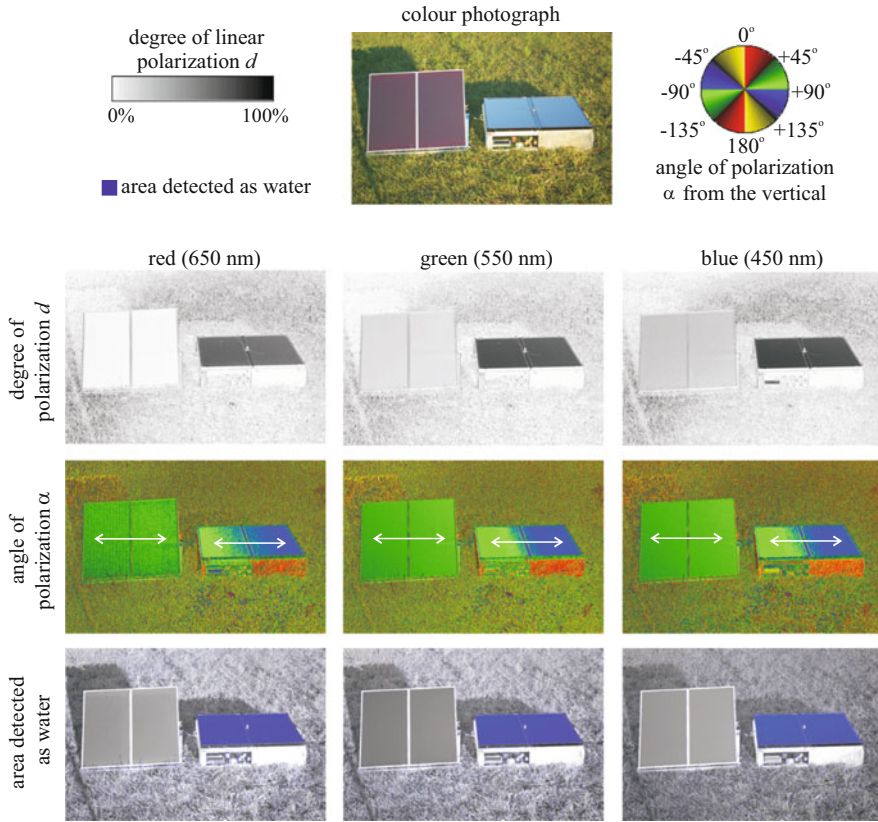 colour photograph
degree of linear
polarization d
0%
100%
area detected as water
0°
-45°
+45°
-90°
+90°
-135°
+135°
180°
angle of polarization
α from the vertical
red (650 nm)
green (550 nm)
blue (450 nm)
degree of
polarization d
angle of
polarization α
area detected
as water